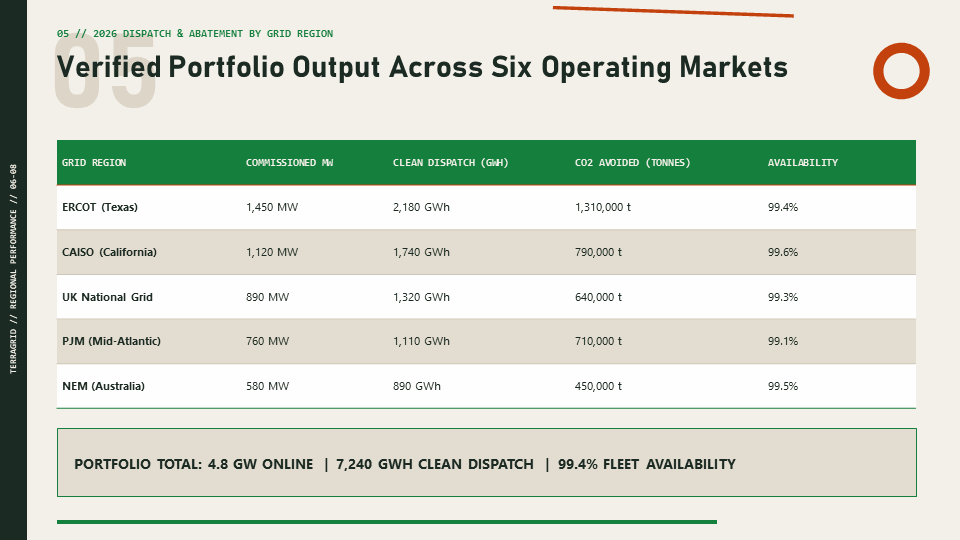 05 // 2026 DISPATCH & ABATEMENT BY GRID REGION
05
Verified Portfolio Output Across Six Operating Markets
TERRAGRID // REGIONAL PERFORMANCE // 06-08
GRID REGION COMMISSIONED MW CLEAN DISPATCH (GWH) CO2 AVOIDED (TONNES) AVAILABILITY
ERCOT (Texas) 1,450 MW 2,180 GWh 1,310,000 t 99.4%
CAISO (California) 1,120 MW 1,740 GWh 790,000 t 99.6%
UK National Grid 890 MW 1,320 GWh 640,000 t 99.3%
PJM (Mid-Atlantic) 760 MW 1,110 GWh 710,000 t 99.1%
NEM (Australia) 580 MW 890 GWh 450,000 t 99.5%
PORTFOLIO TOTAL: 4.8 GW ONLINE | 7,240 GWH CLEAN DISPATCH | 99.4% FLEET AVAILABILITY